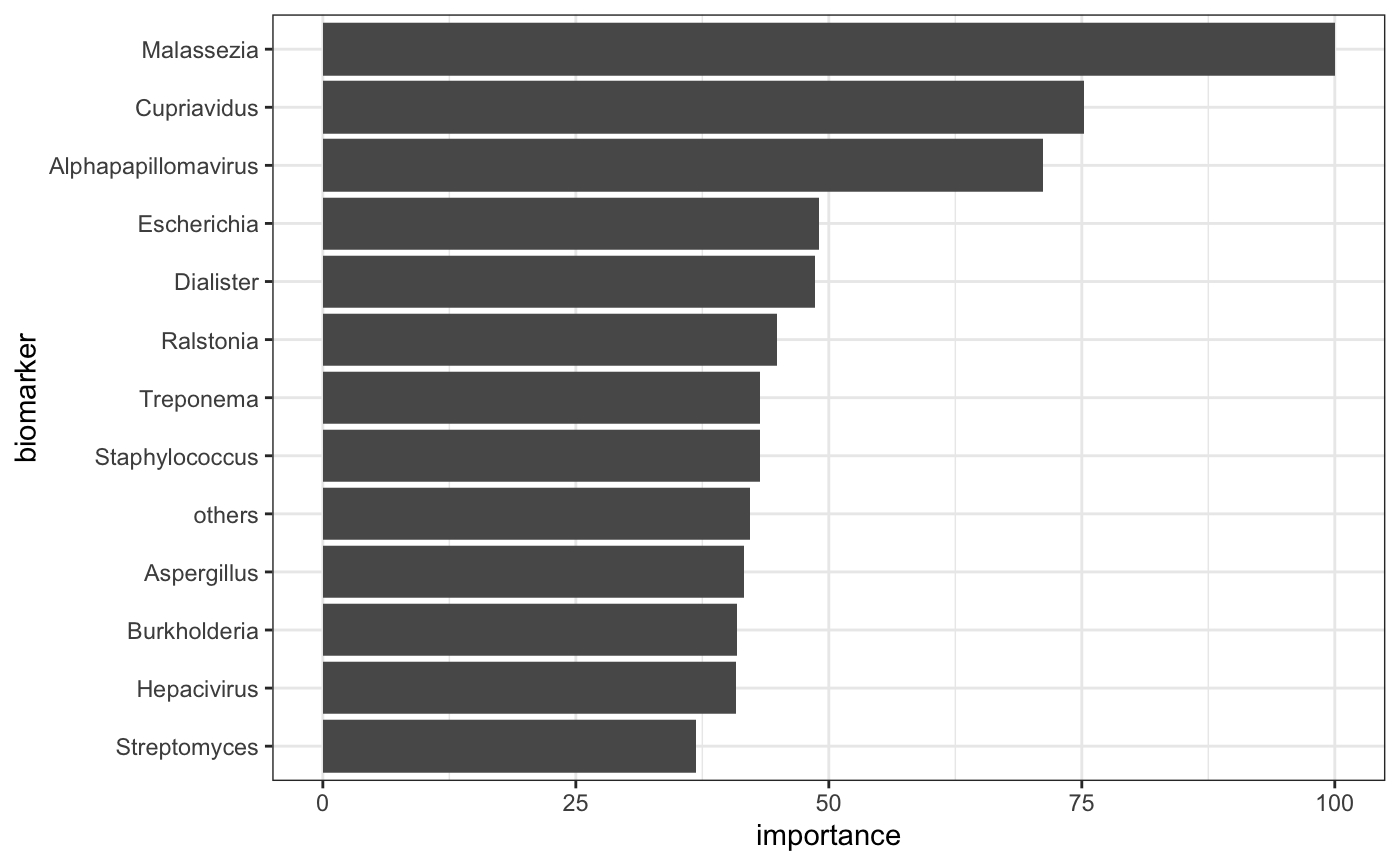 Malassezia
Cupriavidus
Alphapapillomavirus
Escherichia
Dialister
Ralstonia
Treponema
Staphylococcus
others
Aspergillus
Burkholderia
Hepacivirus
Streptomyces
biomarker
0 25 50 75 100
importance